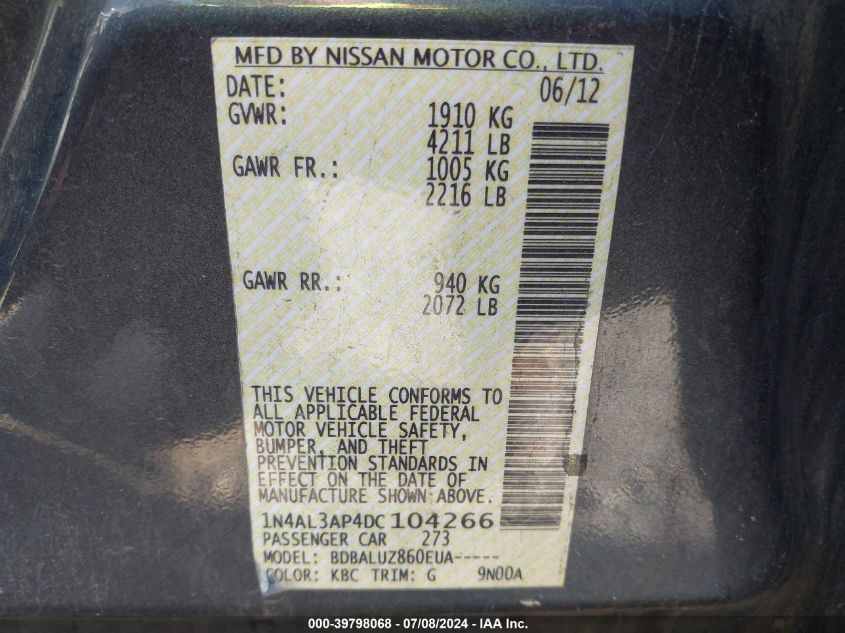 MFD BY NISSAN MOTOR CO., LTD.
DATE: 06/12
GVWR: 1910 KG
4211 LB
GAWR FR.: 1005 KG
2216 LB
GAWR RR.: 940 KG
2072 LB
THIS VEHICLE CONFORMS TO
ALL APPLICABLE FEDERAL
MOTOR VEHICLE SAFETY,
BUMPER, AND THEFT
PREVENTION STANDARDS IN
EFFECT ON THE DATE OF
MANUFACTURE SHOWN ABOVE.
1N4AL3AP4DC104266
PASSENGER CAR 273
MODEL: BDBALUZ860EUA-----
COLOR: KBC TRIM: G 9N00A
000-39798068 - 07/08/2024 - IAA Inc.